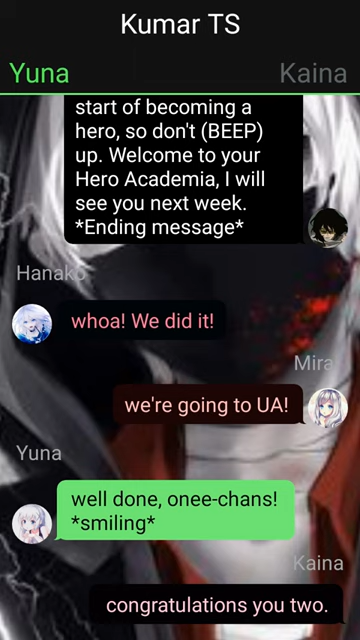 Kumar TS
Yuna
Kaina
start of becoming a
hero, so don't (BEEP)
up. Welcome to your
Hero Academia, I will
see you next week.
*Ending message*
Hanako
whoa! We did it!
Mira
we're going to UA!
Yuna
well done, onee-chans!
*smiling*
Kaina
congratulations you two.